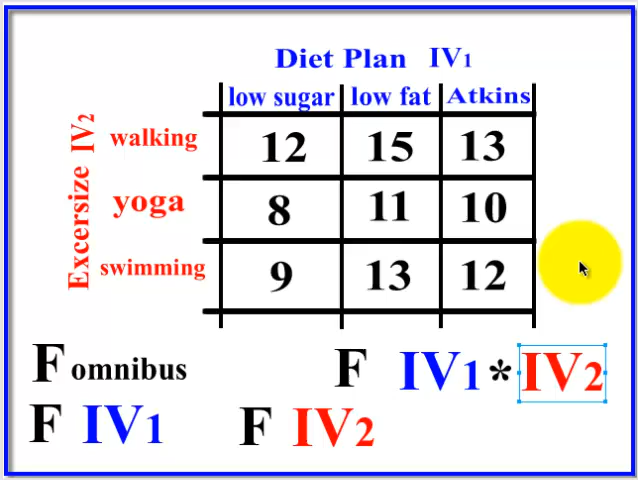 Diet Plan IV1
low sugar low fat Atkins
Excersize IV2
walking 12 15 13
yoga 8 11 10
swimming 9 13 12
F omnibus F IV1 * IV2
F IV1 F IV2